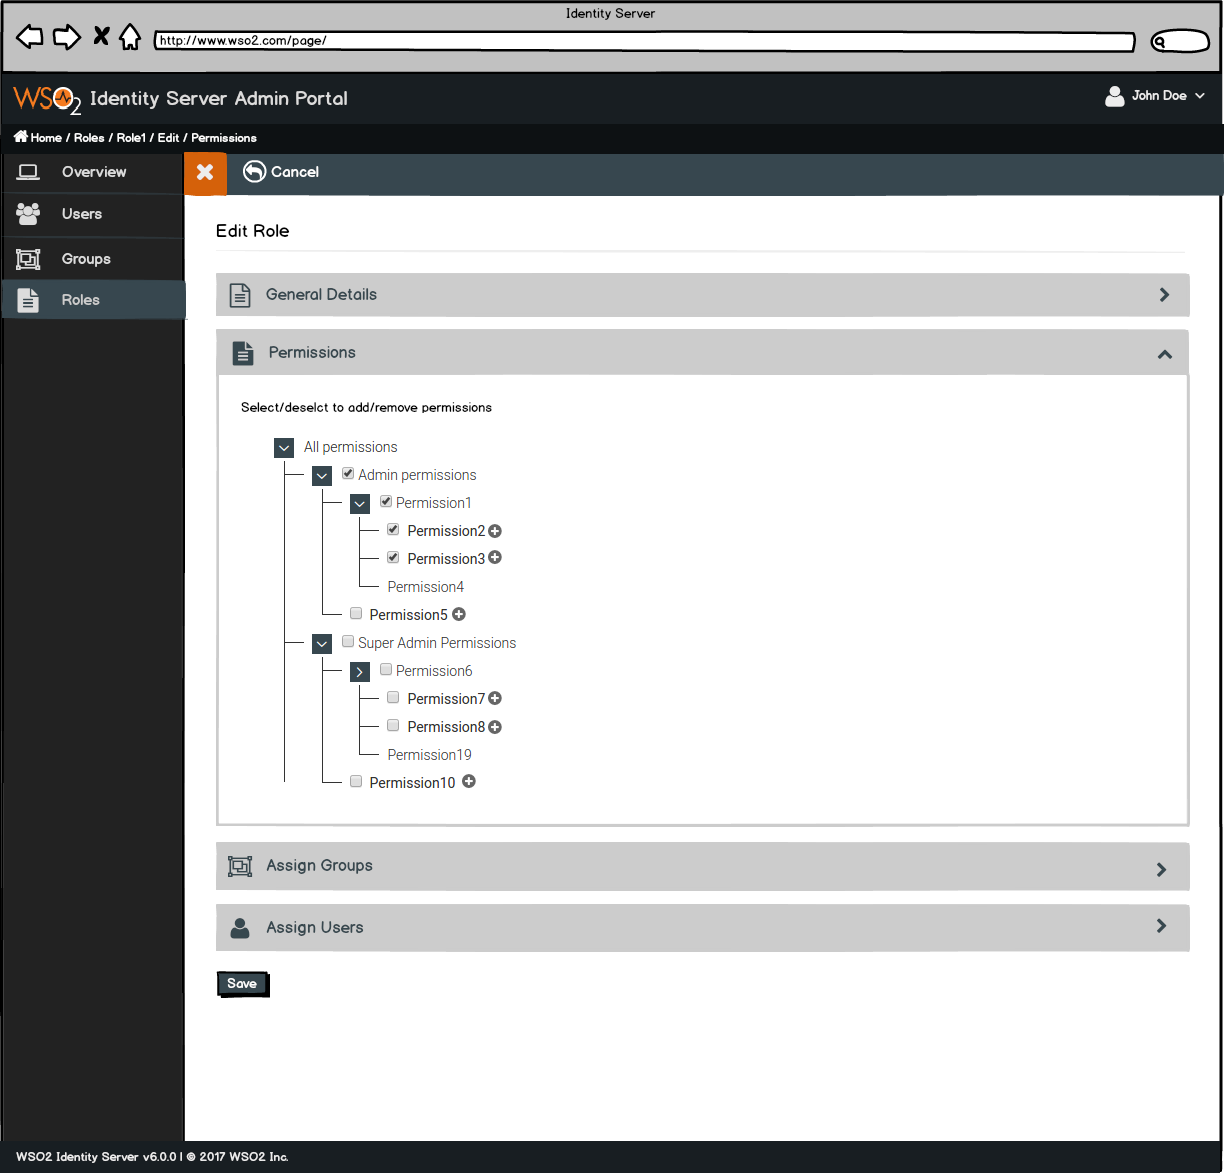 Identity Server
http://www.wso2.com/page/
WSO2 Identity Server Admin Portal
John Doe
Home / Roles / Role1 / Edit / Permissions
Overview
Cancel
Users
Edit Role
Groups
Roles
General Details
Permissions
Select/deselct to add/remove permissions
All permissions
Admin permissions
Permission1
Permission2
Permission3
Permission4
Permission5
Super Admin Permissions
Permission6
Permission7
Permission8
Permission19
Permission10
Assign Groups
Assign Users
Save
WSO2 Identity Server v6.0.0 | © 2017 WSO2 Inc.